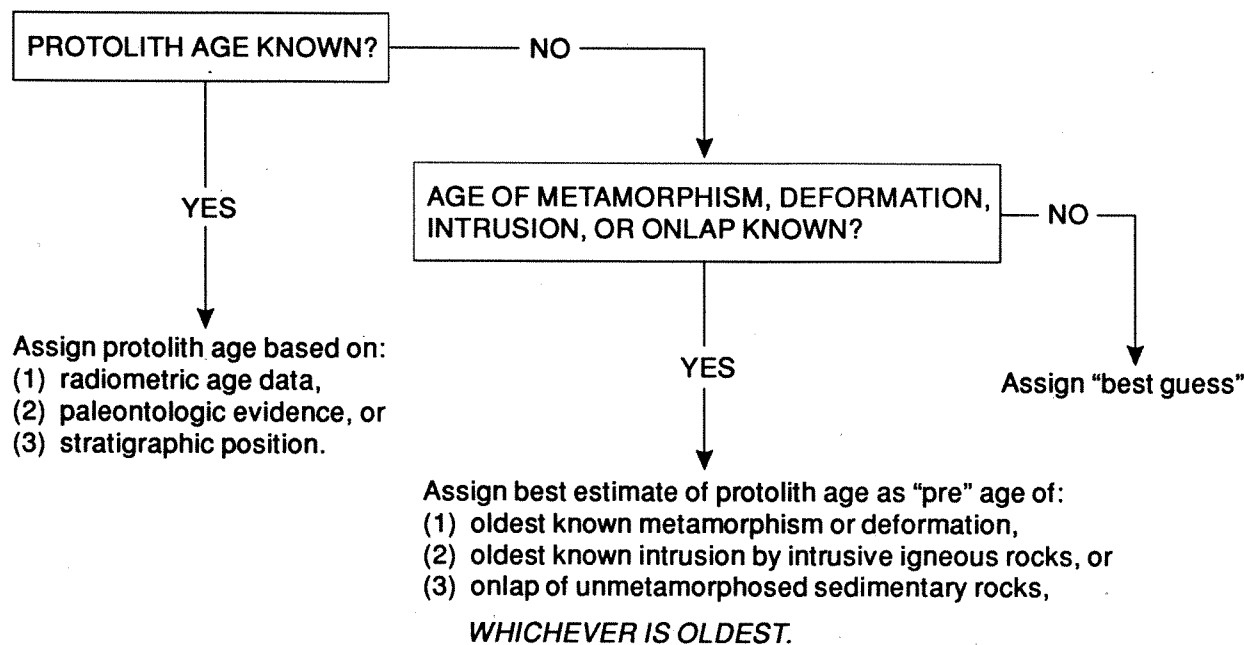 PROTOLITH AGE KNOWN?
NO
YES
AGE OF METAMORPHISM, DEFORMATION,
INTRUSION, OR ONLAP KNOWN?
NO
Assign protolith age based on:
(1) radiometric age data,
(2) paleontologic evidence, or
(3) stratigraphic position.
YES
Assign “best guess”
Assign best estimate of protolith age as “pre” age of:
(1) oldest known metamorphism or deformation,
(2) oldest known intrusion by intrusive igneous rocks, or
(3) onlap of unmetamorphosed sedimentary rocks,
WHICHEVER IS OLDEST.